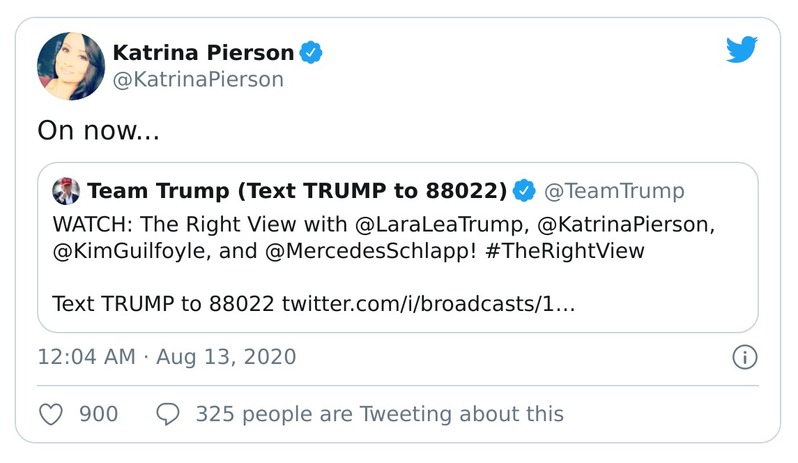 Katrina Pierson
@KatrinaPierson
On now...
Team Trump (Text TRUMP to 88022) @TeamTrump
WATCH: The Right View with @LaraLeaTrump, @KatrinaPierson,
@KimGuilfoyle, and @MercedesSchlapp! #TheRightView
Text TRUMP to 88022 twitter.com/i/broadcasts/1…
12:04 AM · Aug 13, 2020
900 325 people are Tweeting about this